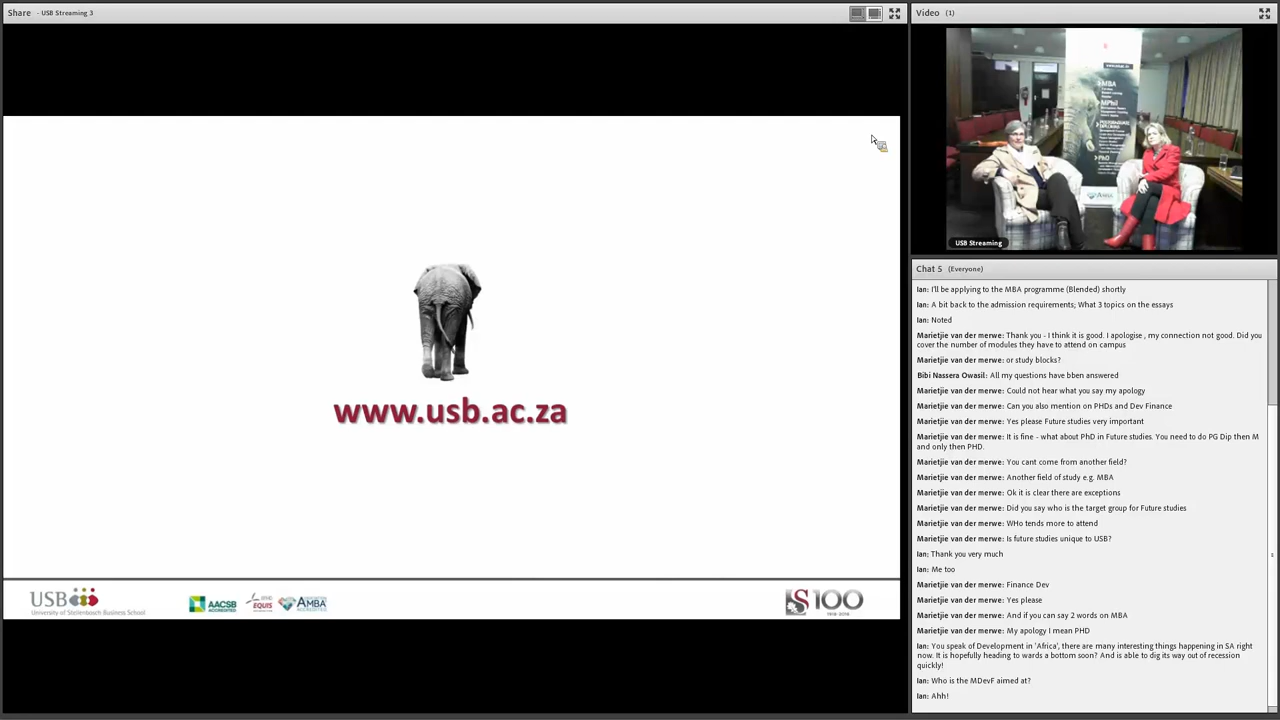 Share - USB Streaming 3
www.usb.ac.za
USB
University of Stellenbosch Business School
AACSB
ACCREDITED
EFMD
EQUIS
ACCREDITED
AMBA
ACCREDITED
S100
1918 2018
Video (1)
MBA
MPhil
PHD
AMBA
USB Streaming
Chat 5 (Everyone)
Ian: I'll be applying to the MBA programme (Blended) shortly
Ian: A bit back to the admission requirements; What 3 topics on the essays
Ian: Noted
Marietjie van der merwe: Thank you - I think it is good. I apologise , my connection not good. Did you
cover the number of modules they have to attend on campus
Marietjie van der merwe: or study blocks?
Bibi Nassera Owasil: All my questions have bben answered
Marietjie van der merwe: Could not hear what you say my apology
Marietjie van der merwe: Can you also mention on PHDs and Dev Finance
Marietjie van der merwe: Yes please Future studies very important
Marietjie van der merwe: It is fine - what about PhD in Future studies. You need to do PG Dip then M
and only then PHD.
Marietjie van der merwe: You cant come from another field?
Marietjie van der merwe: Another field of study e.g. MBA
Marietjie van der merwe: Ok it is clear there are exceptions
Marietjie van der merwe: Did you say who is the target group for Future studies
Marietjie van der merwe: WHo tends more to attend
Marietjie van der merwe: Is future studies unique to USB?
Ian: Thank you very much
Ian: Me too
Marietjie van der merwe: Finance Dev
Marietjie van der merwe: Yes please
Marietjie van der merwe: And if you can say 2 words on MBA
Marietjie van der merwe: My apology I mean PHD
Ian: You speak of Development in 'Africa', there are many interesting things happening in SA right
now. It is hopefully heading to wards a bottom soon? And is able to dig its way out of recession
quickly!
Ian: Who is the MDevF aimed at?
Ian: Ahh!